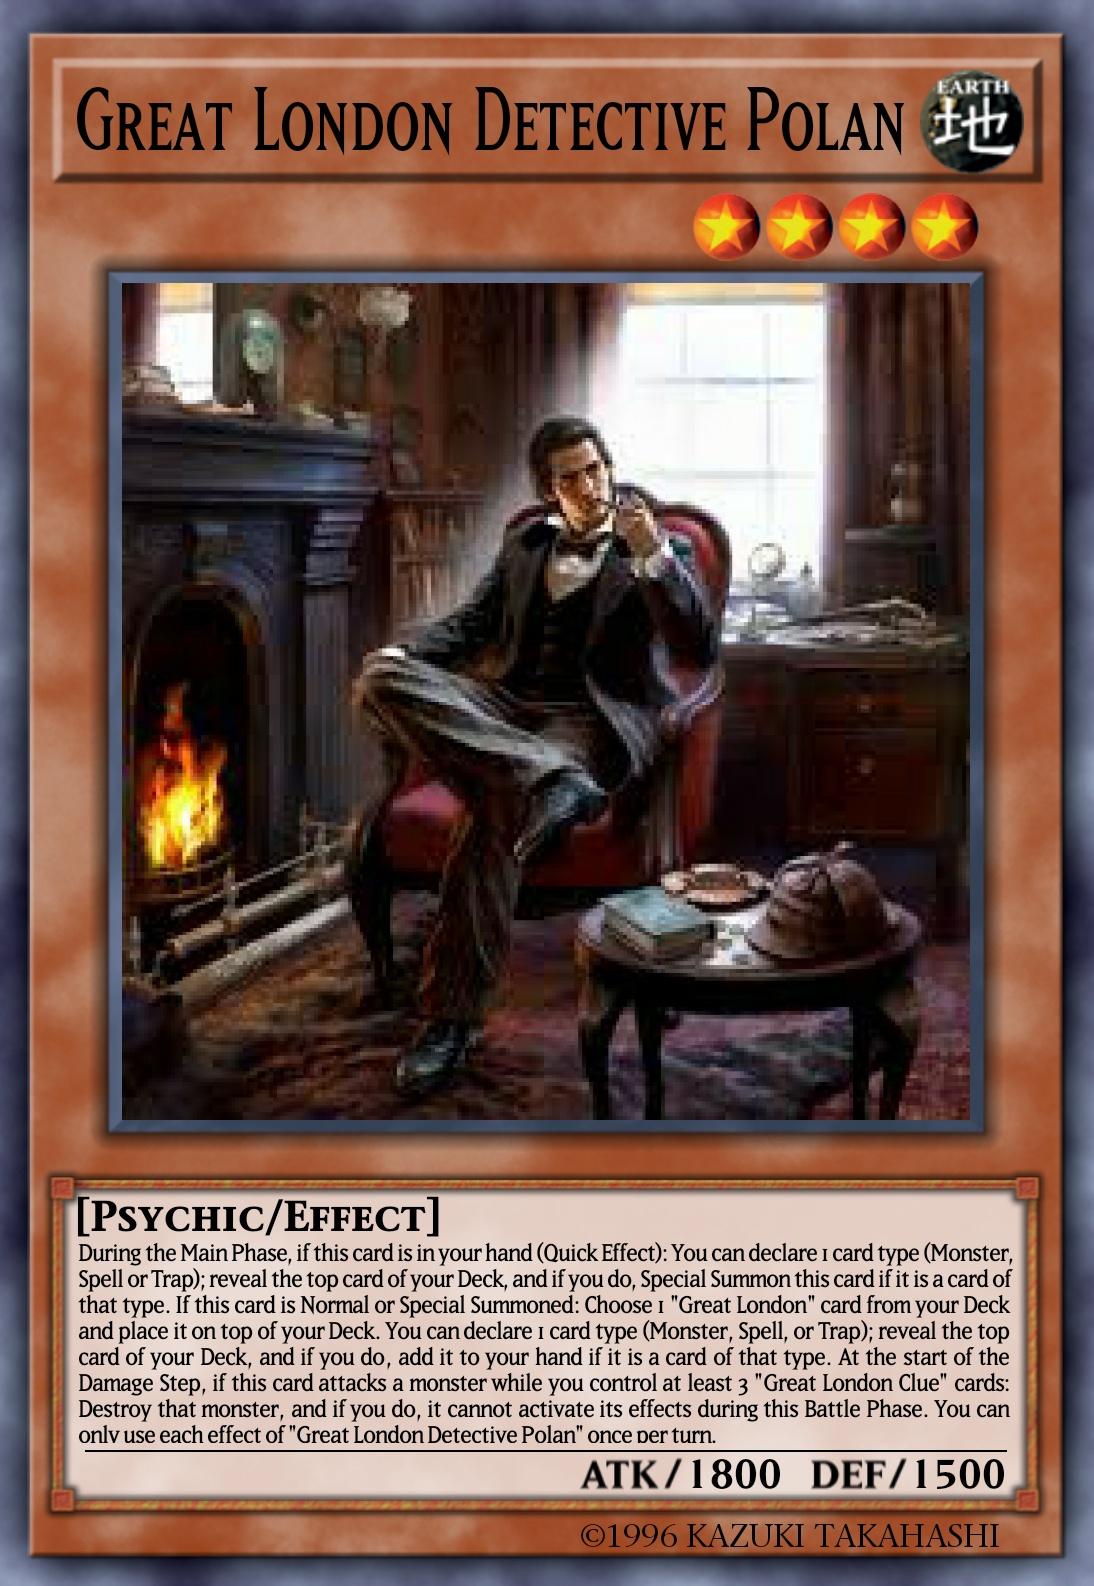 Great London Detective Polan
EARTH
地
[Psychic/Effect]
During the Main Phase, if this card is in your hand (Quick Effect): You can declare 1 card type (Monster,
Spell or Trap); reveal the top card of your Deck, and if you do, Special Summon this card if it is a card of
that type. If this card is Normal or Special Summoned: Choose 1 "Great London" card from your Deck
and place it on top of your Deck. You can declare 1 card type (Monster, Spell, or Trap); reveal the top
card of your Deck, and if you do, add it to your hand if it is a card of that type. At the start of the
Damage Step, if this card attacks a monster while you control at least 3 "Great London Clue" cards:
Destroy that monster, and if you do, it cannot activate its effects during this Battle Phase. You can
only use each effect of "Great London Detective Polan" once per turn.
ATK/1800 DEF/1500
©1996 KAZUKI TAKAHASHI